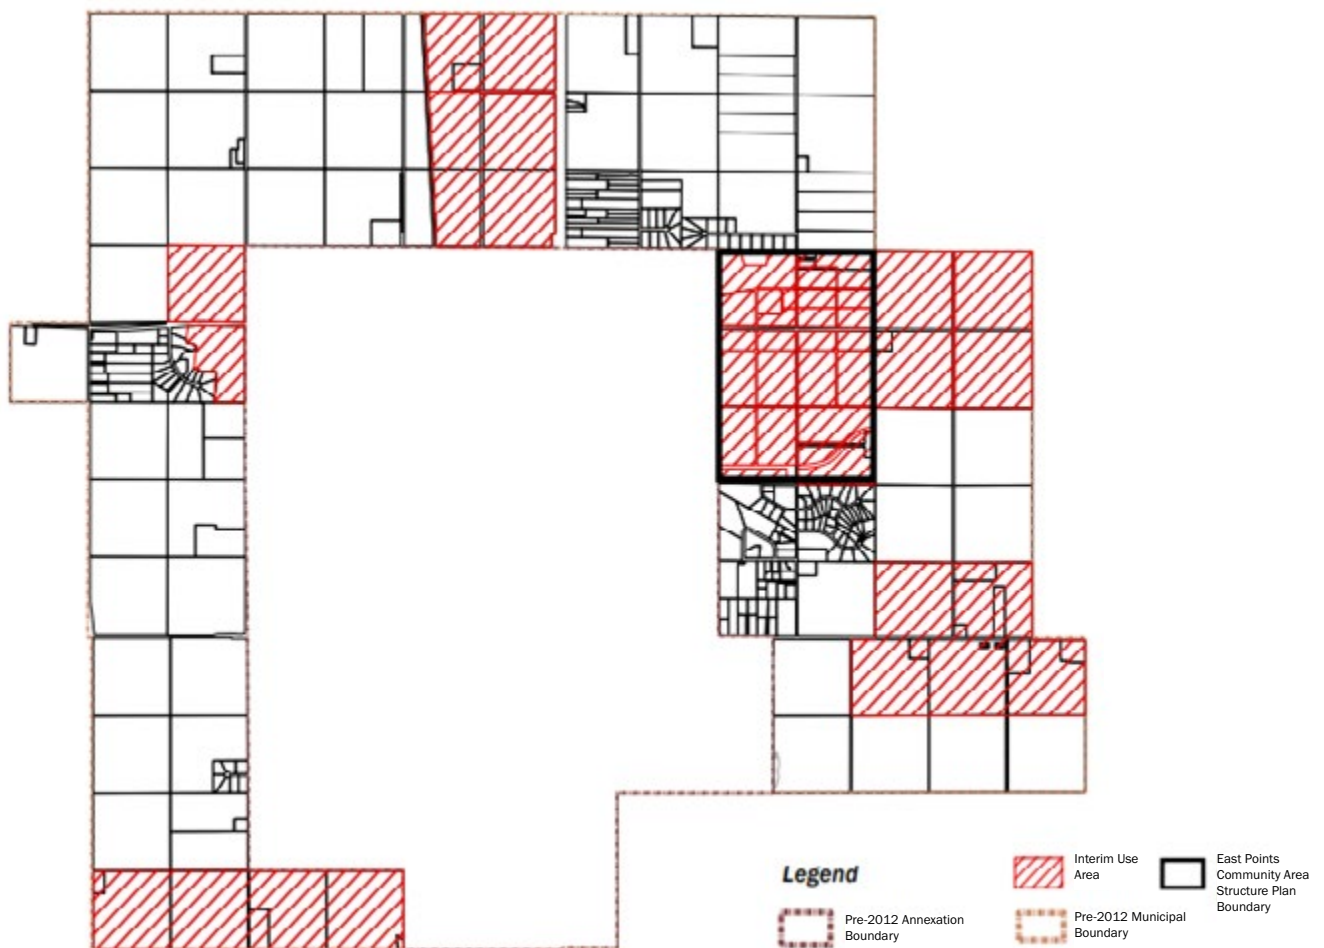 Legend
Interim Use
Area
East Points
Community Area
Structure Plan
Boundary
Pre-2012 Annexation
Boundary
Pre-2012 Municipal
Boundary